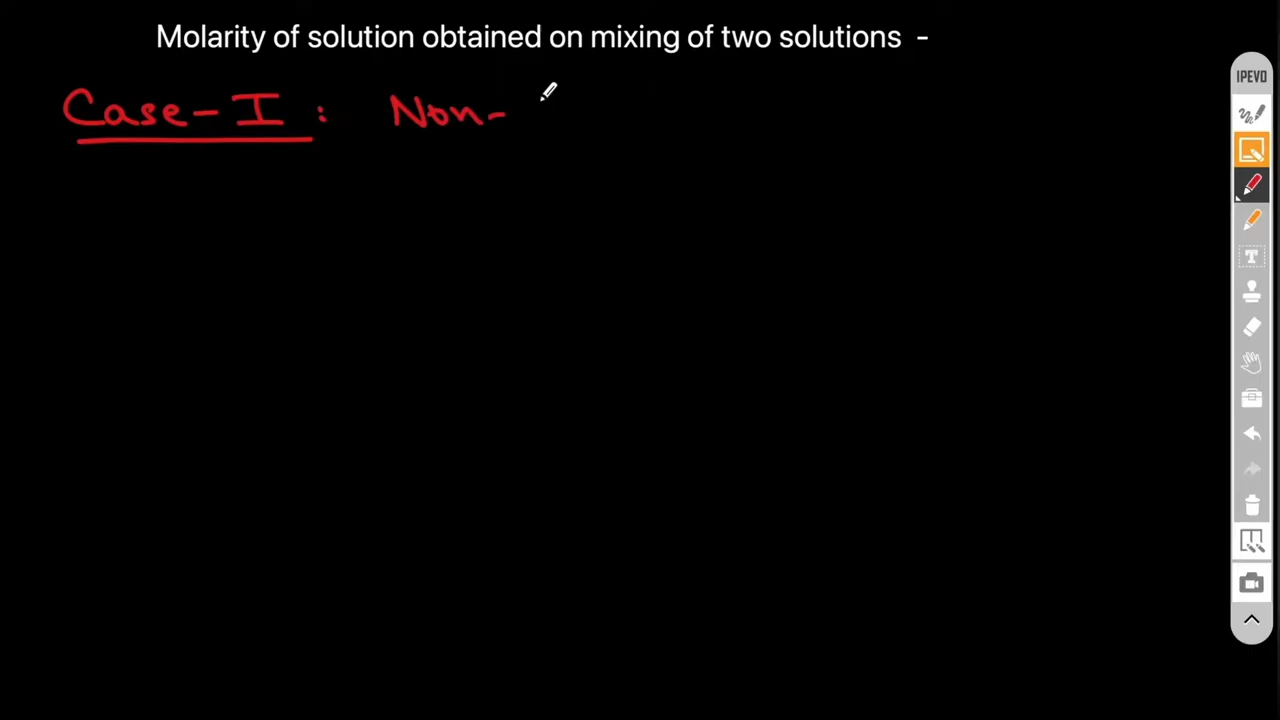 Molarity of solution obtained on mixing of two solutions -
IPEVO
Case-I : Non-
T